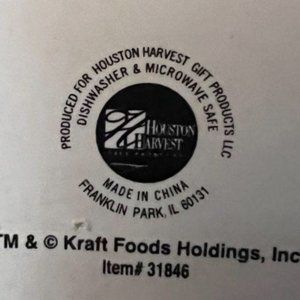 PRODUCED FOR HOUSTON HARVEST GIFT PRODUCTS LLC
DISHWASHER & MICROWAVE SAFE
HOUSTON
HARVEST
MADE IN CHINA
FRANKLIN PARK, IL 60131
TM & © Kraft Foods Holdings, Inc
Item# 31846